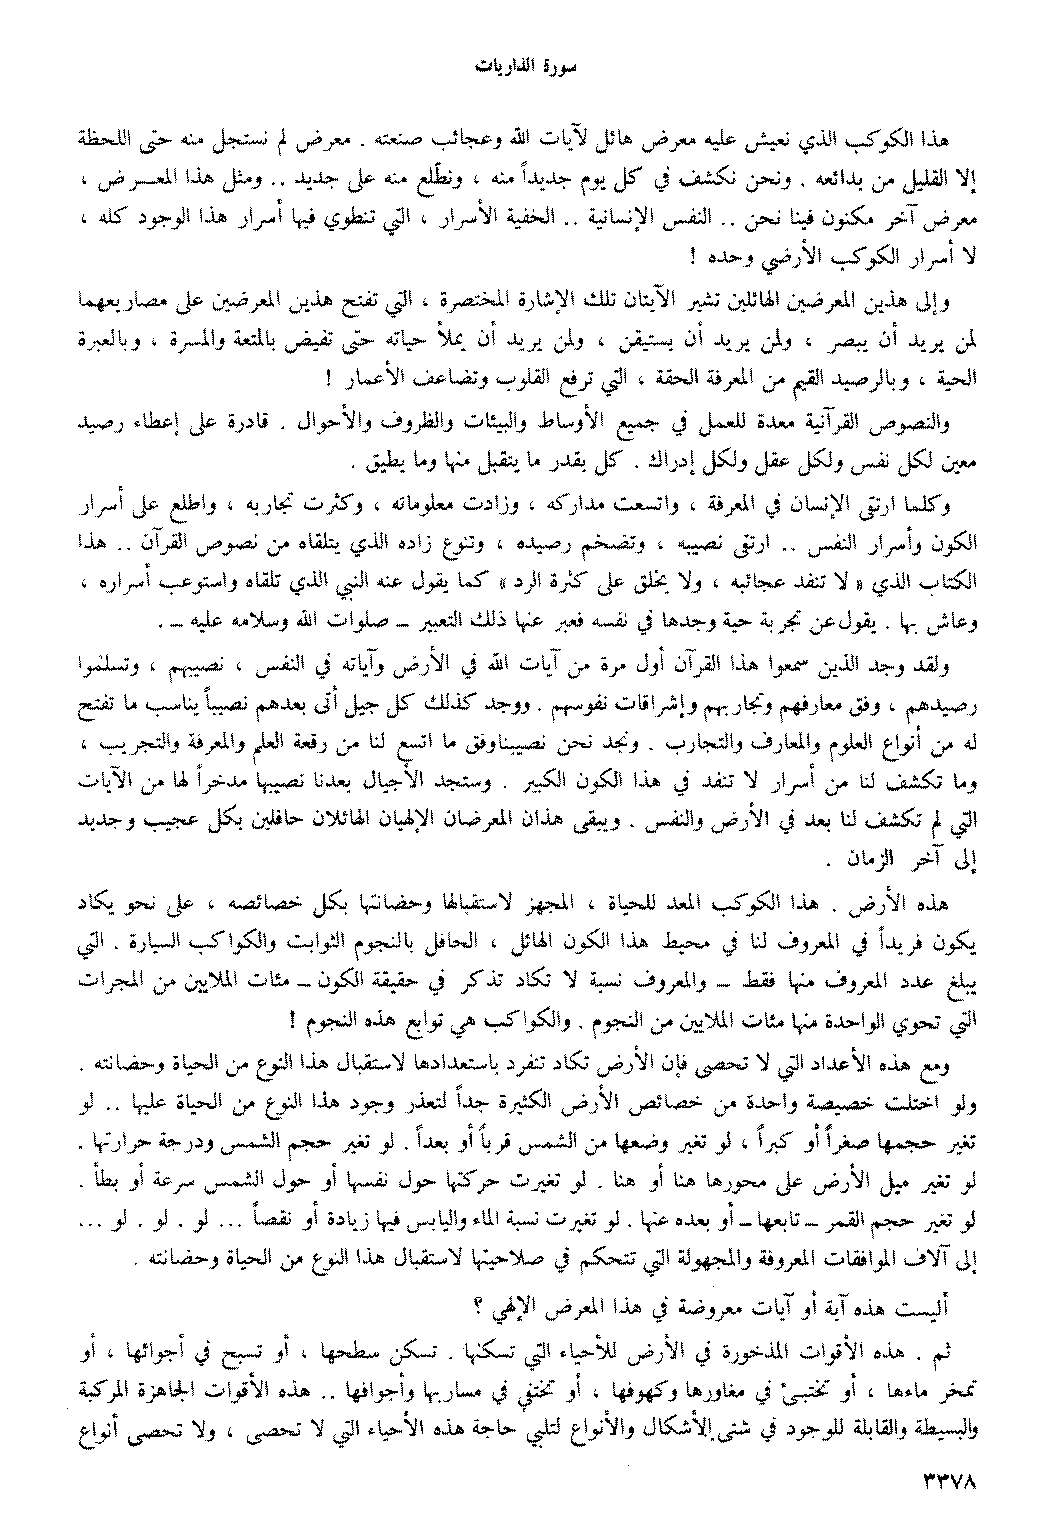 سورة الذاريات
هذا الكوكب الذي نعيش عليه معرض هائل لآيات الله وعجائب صنعته . معرض لم نستجل منه حتى اللحظة
إلا القليل من بدائعه . ونحن نكشف في كل يوم جديداً منه ، ونطّلع منه على جديد .. ومثل هذا المعرض ،
معرض آخر مكنون فينا نحن .. النفس الإنسانية .. الخفية الأسرار ، التي تنطوي فيها أسرار هذا الوجود كله ،
لا أسرار الكوكب الأرضي وحده !
وإلى هذين المعرضين الهائلين تشير الآيتان تلك الإشارة المختصرة ، التي تفتح هذين المعرضين على مصاريعهما
لمن يريد أن يبصر ، ولمن يريد أن يستيقن ، ولمن يريد أن يملأ حياته حتى تفيض بالمتعة والمسرة ، وبالعبرة
الحية ، وبالرصيد القيم من المعرفة الحقة ، التي ترفع القلوب وتضاعف الأعمار !
والنصوص القرآنية معدة للعمل في جميع الأوساط والبيئات والظروف والأحوال . قادرة على إعطاء رصيد
معين لكل نفس ولكل عقل ولكل إدراك . كل بقدر ما يتقبل منها وما يطيق .
وكلما ارتقى الإنسان في المعرفة ، واتسعت مداركه ، وزادت معلوماته ، وكثرت تجاربه ، واطلع على أسرار
الكون وأسرار النفس .. ارتقى نصيبه ، وتضخم رصيده ، وتنوع زاده الذي يتلقاه من نصوص القرآن .. هذا
الكتاب الذي « لا تنفد عجائبه ، ولا يخلق على كثرة الرد » كما يقول عنه النبي الذي تلقاه واستوعب أسراره ،
وعاش بها . يقول عن تجربة حية وجدها في نفسه فعبر عنها ذلك التعبير – صلوات الله وسلامه عليه – .
ولقد وجد الذين سمعوا هذا القرآن أول مرة من آيات الله في الأرض وآياته في النفس ، نصيبهم ، وتسلموا
رصيدهم ، وفق معارفهم وتجاربهم وإشراقات نفوسهم . ووجد كذلك كل جيل أتى بعدهم نصيباً يناسب ما تفتح
له من أنواع العلوم والمعارف والتجارب . ونجد نحن نصيبنا وفق ما اتسع لنا من رقعة العلم والمعرفة والتجريب ،
وما تكشف لنا من أسرار لا تنفد في هذا الكون الكبير . وستجد الأجيال بعدنا نصيبها مدخراً لها من الآيات
التي لم تكشف لنا بعد في الأرض والنفس . ويبقى هذان المعرضان الإلهيان الهائلان حافلين بكل عجيب وجديد
إلى آخر الزمان .
هذه الأرض . هذا الكوكب المعد للحياة ، المجهز لاستقبالها وحضانتها بكل خصائصه ، على نحو يكاد
يكون فريداً في المعروف لنا في محيط هذا الكون الهائل ، الحافل بالنجوم الثوابت والكواكب السيارة . التي
يبلغ عدد المعروف منها فقط – والمعروف نسبة لا تكاد تذكر في حقيقة الكون – مئات الملايين من المجرات
التي تحوي الواحدة منها مئات الملايين من النجوم . والكواكب هي توابع هذه النجوم !
ومع هذه الأعداد التي لا تحصى فإن الأرض تكاد تنفرد باستعدادها لاستقبال هذا النوع من الحياة وحضانته .
ولو اختلت خصيصة واحدة من خصائص الأرض الكثيرة جداً لتعذر وجود هذا النوع من الحياة عليها .. لو
تغير حجمها صغراً أو كبراً ، لو تغير وضعها من الشمس قرباً أو بعداً . لو تغير حجم الشمس ودرجة حرارتها .
لو تغير ميل الأرض على محورها هنا أو هنا . لو تغيرت حركتها حول نفسها أو حول الشمس سرعة أو بطأ .
لو تغير حجم القمر – تابعها – أو بعده عنها . لو تغيرت نسبة الماء واليابس فيها زيادة أو نقصاً ... لو . لو . لو ...
إلى آلاف الموافقات المعروفة والمجهولة التي تتحكم في صلاحيتها لاستقبال هذا النوع من الحياة وحضانته .
أليست هذه آية أو آيات معروضة في هذا المعرض الإلهي ؟
ثم . هذه الأقوات المذخورة في الأرض للأحياء التي تسكنها . تسكن سطحها ، أو تسبح في أجوائها ، أو
تمخر ماءها ، أو تختبئ في مغاورها وكهوفها ، أو تختفي في مساربها وأجوافها .. هذه الأقوات الجاهزة المركبة
والبسيطة والقابلة للوجود في شتى الأشكال والأنواع لتلبي حاجة هذه الأحياء التي لا تحصى ، ولا تحصى أنواع
٣٣٧٨